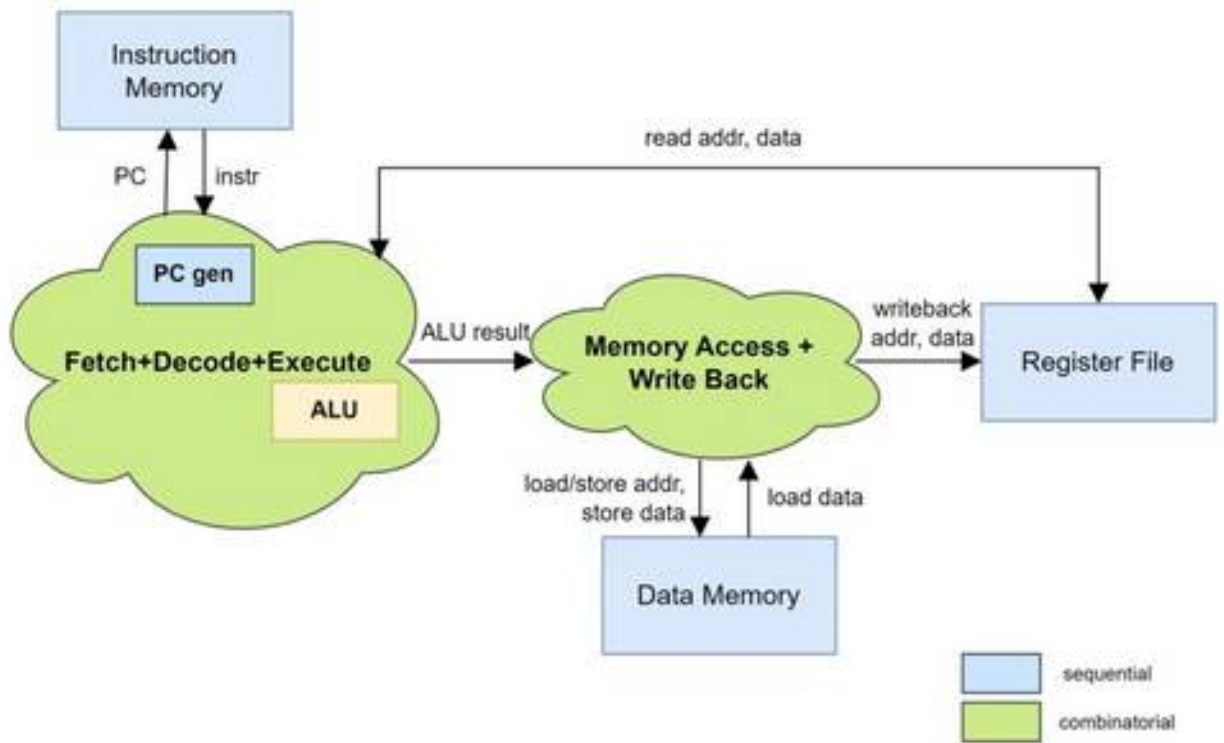 Instruction
Memory
PC
instr
read addr, data
PC gen
Fetch+Decode+Execute
ALU
ALU result
Memory Access +
Write Back
writeback
addr, data
Register File
load/store addr,
store data
load data
Data Memory
sequential
combinatorial